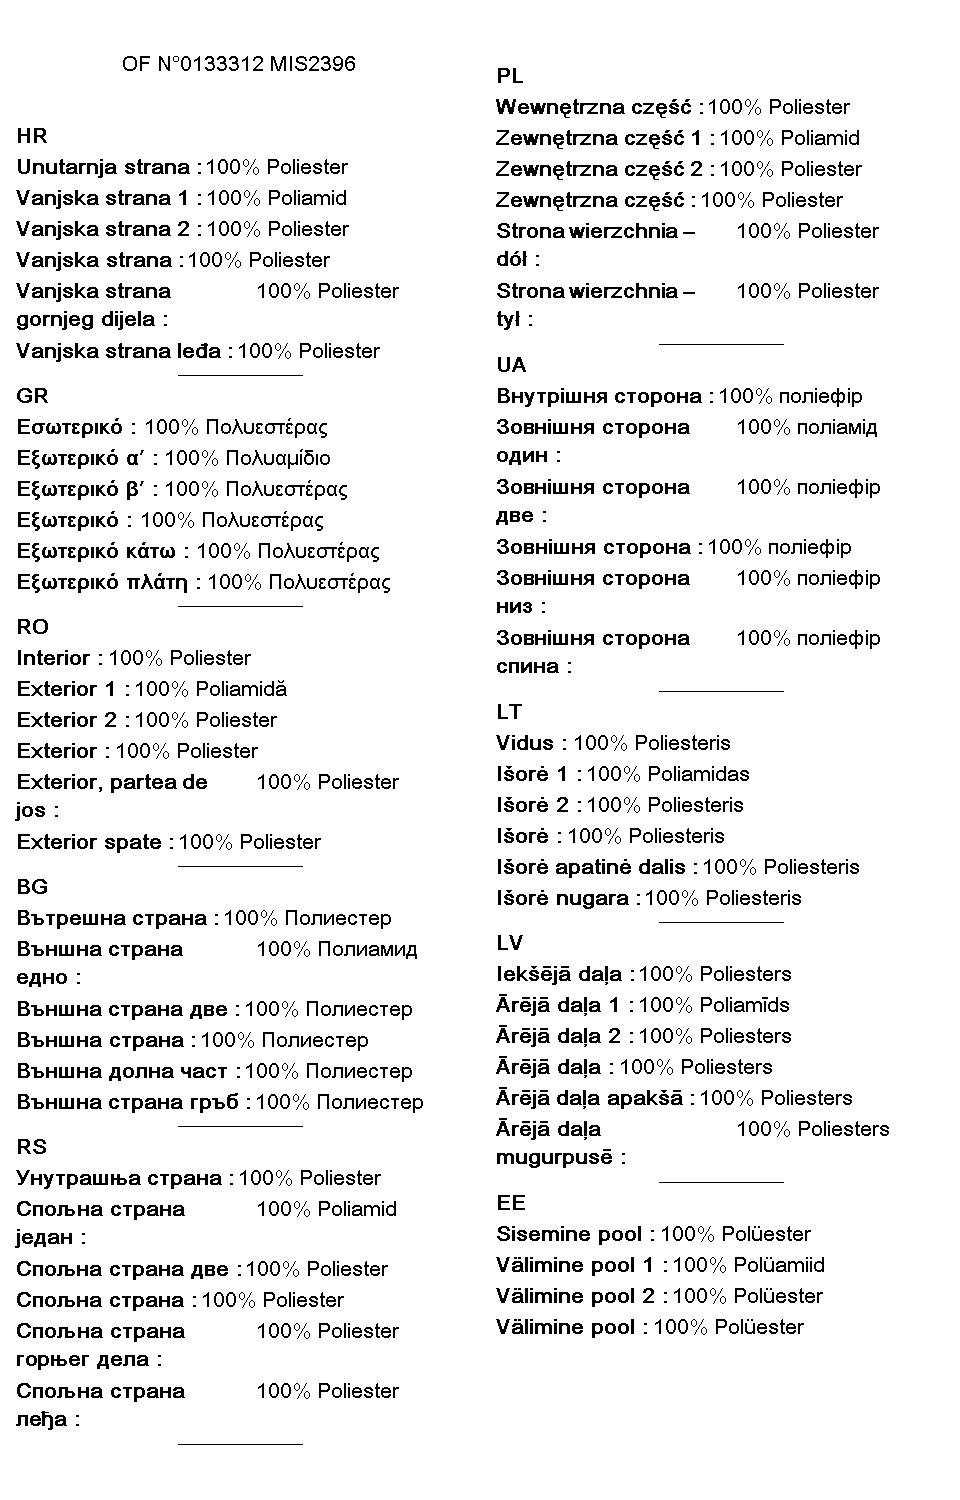 OF N°0133312 MIS2396
HR
Unutarnja strana : 100% Poliester
Vanjska strana 1 : 100% Poliamid
Vanjska strana 2 : 100% Poliester
Vanjska strana : 100% Poliester
Vanjska strana 100% Poliester
gornjeg dijela :
Vanjska strana leđa : 100% Poliester
GR
Εσωτερικό : 100% Πολυεστέρας
Εξωτερικό α′ : 100% Πολυαμίδιο
Εξωτερικό β′ : 100% Πολυεστέρας
Εξωτερικό : 100% Πολυεστέρας
Εξωτερικό κάτω : 100% Πολυεστέρας
Εξωτερικό πλάτη : 100% Πολυεστέρας
RO
Interior : 100% Poliester
Exterior 1 : 100% Poliamidă
Exterior 2 : 100% Poliester
Exterior : 100% Poliester
Exterior, partea de 100% Poliester
jos :
Exterior spate : 100% Poliester
BG
Вътрешна страна : 100% Полиестер
Външна страна 100% Полиамид
едно :
Външна страна две : 100% Полиестер
Външна страна : 100% Полиестер
Външна долна част : 100% Полиестер
Външна страна гръб : 100% Полиестер
RS
Унутрашња страна : 100% Poliester
Спољна страна 100% Poliamid
један :
Спољна страна две : 100% Poliester
Спољна страна : 100% Poliester
Спољна страна 100% Poliester
горњег дела :
Спољна страна 100% Poliester
леђа :
PL
Wewnętrzna część : 100% Poliester
Zewnętrzna część 1 : 100% Poliamid
Zewnętrzna część 2 : 100% Poliester
Zewnętrzna część : 100% Poliester
Strona wierzchnia – 100% Poliester
dół :
Strona wierzchnia – 100% Poliester
tył :
UA
Внутрішня сторона : 100% поліефір
Зовнішня сторона 100% поліамід
один :
Зовнішня сторона 100% поліефір
две :
Зовнішня сторона : 100% поліефір
Зовнішня сторона 100% поліефір
низ :
Зовнішня сторона 100% поліефір
спина :
LT
Vidus : 100% Poliesteris
Išorė 1 : 100% Poliamidas
Išorė 2 : 100% Poliesteris
Išorė : 100% Poliesteris
Išorė apatinė dalis : 100% Poliesteris
Išorė nugara : 100% Poliesteris
LV
Iekšējā daļa : 100% Poliesters
Ārējā daļa 1 : 100% Poliamīds
Ārējā daļa 2 : 100% Poliesters
Ārējā daļa : 100% Poliesters
Ārējā daļa apakšā : 100% Poliesters
Ārējā daļa 100% Poliesters
mugurpusē :
EE
Sisemine pool : 100% Polüester
Välimine pool 1 : 100% Polüamiid
Välimine pool 2 : 100% Polüester
Välimine pool : 100% Polüester